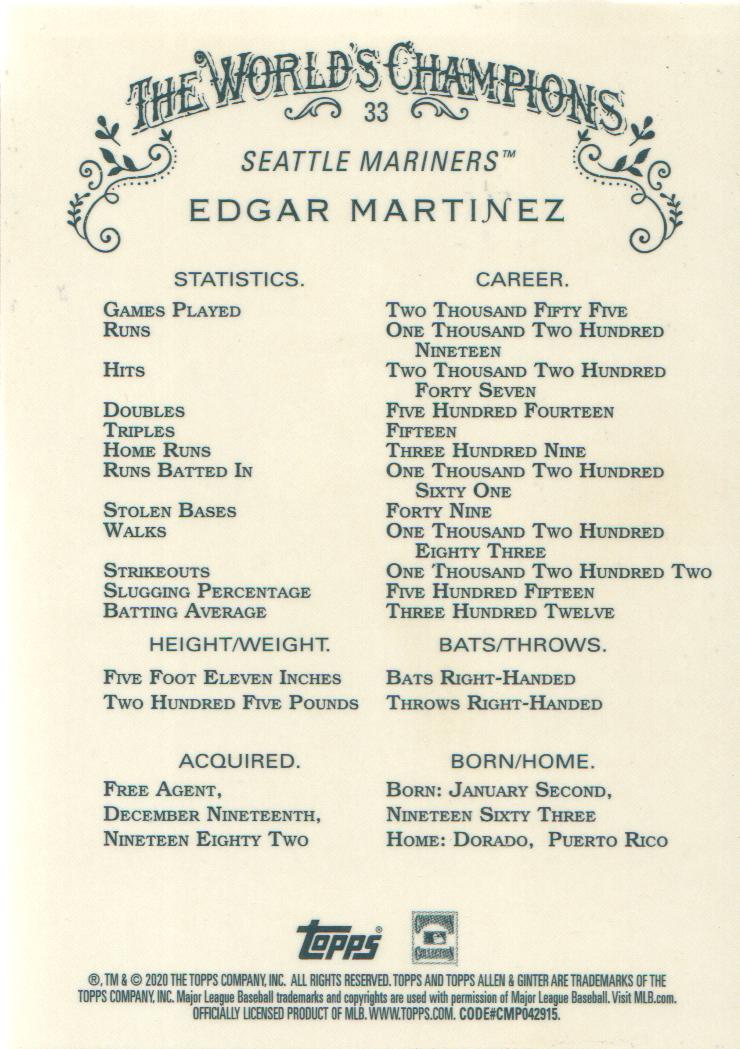 THE WORLD'S CHAMPIONS
33
SEATTLE MARINERS™
EDGAR MARTINEZ
STATISTICS. CAREER.
GAMES PLAYED TWO THOUSAND FIFTY FIVE
RUNS ONE THOUSAND TWO HUNDRED
NINETEEN
HITS TWO THOUSAND TWO HUNDRED
FORTY SEVEN
DOUBLES FIVE HUNDRED FOURTEEN
TRIPLES FIFTEEN
HOME RUNS THREE HUNDRED NINE
RUNS BATTED IN ONE THOUSAND TWO HUNDRED
SIXTY ONE
STOLEN BASES FORTY NINE
WALKS ONE THOUSAND TWO HUNDRED
EIGHTY THREE
STRIKEOUTS ONE THOUSAND TWO HUNDRED TWO
SLUGGING PERCENTAGE FIVE HUNDRED FIFTEEN
BATTING AVERAGE THREE HUNDRED TWELVE
HEIGHT/WEIGHT. BATS/THROWS.
FIVE FOOT ELEVEN INCHES BATS RIGHT-HANDED
TWO HUNDRED FIVE POUNDS THROWS RIGHT-HANDED
ACQUIRED. BORN/HOME.
FREE AGENT, BORN: JANUARY SECOND,
DECEMBER NINETEENTH, NINETEEN SIXTY THREE
NINETEEN EIGHTY TWO HOME: DORADO, PUERTO RICO
Topps® COOPERSTOWN COLLECTION
®, TM & © 2020 THE TOPPS COMPANY, INC. ALL RIGHTS RESERVED. TOPPS AND TOPPS ALLEN & GINTER ARE TRADEMARKS OF THE
TOPPS COMPANY, INC. Major League Baseball trademarks and copyrights are used with permission of Major League Baseball. Visit MLB.com.
OFFICIALLY LICENSED PRODUCT OF MLB. WWW.TOPPS.COM. CODE#CMP042915.